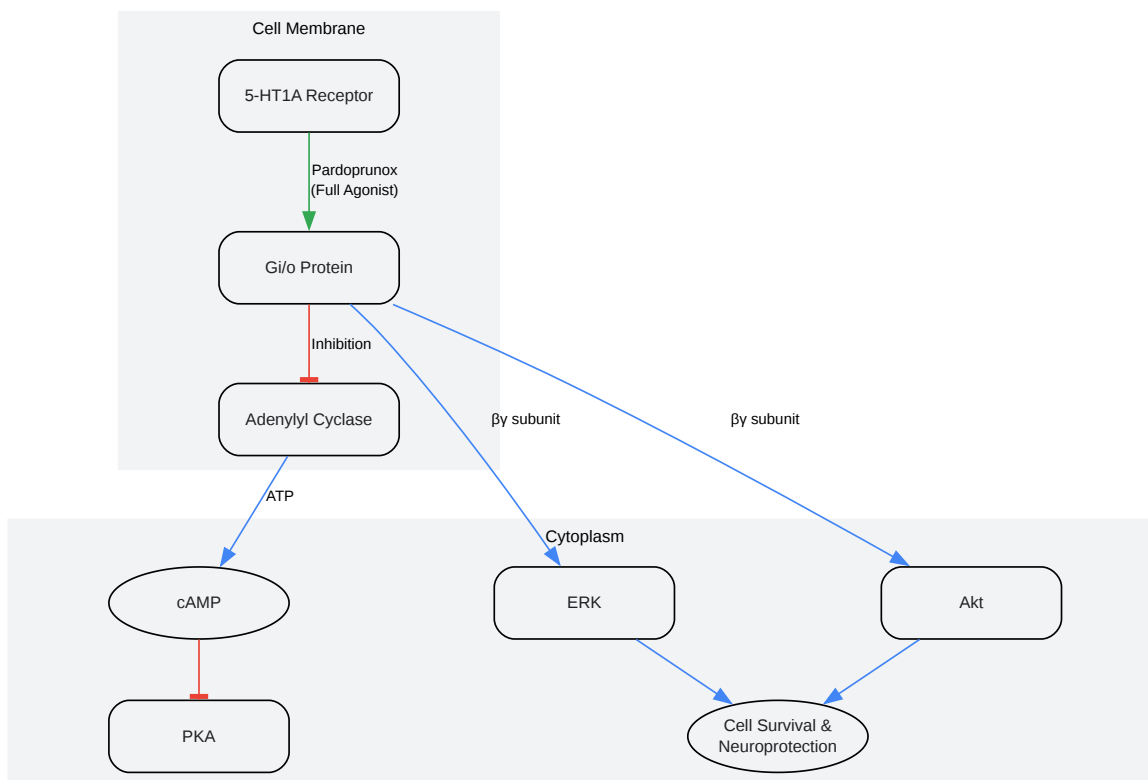 Cell Membrane
5-HT1A Receptor
Pardoprunox
(Full Agonist)
Gi/o Protein
Inhibition
Adenylyl Cyclase
βγ subunit
βγ subunit
ATP
Cytoplasm
cAMP
ERK
Akt
PKA
Cell Survival &
Neuroprotection